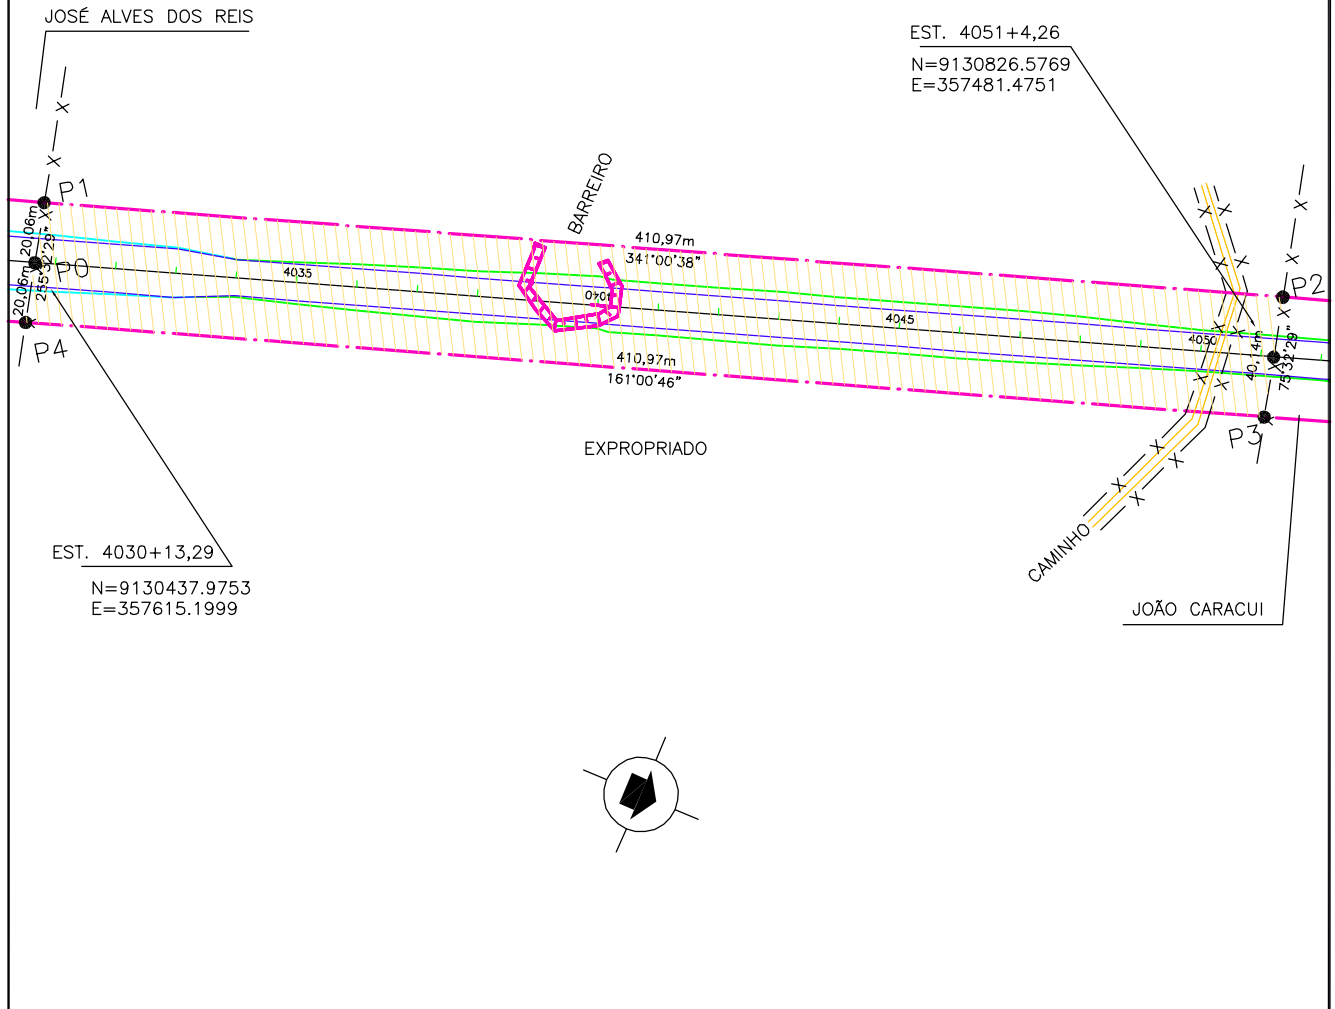 JOSÉ ALVES DOS REIS
EST. 4051+4,26
N=9130826.5769
E=357481.4751
BARREIRO
P1
20,06m
255°32'29"
P0
20,06m
P4
410,97m
341°00'38"
4035
4040
4045
4050
P2
40,14m
75°32'29"
P3
410,97m
161°00'46"
EXPROPRIADO
CAMINHO
EST. 4030+13,29
N=9130437.9753
E=357615.1999
JOÃO CARACUI